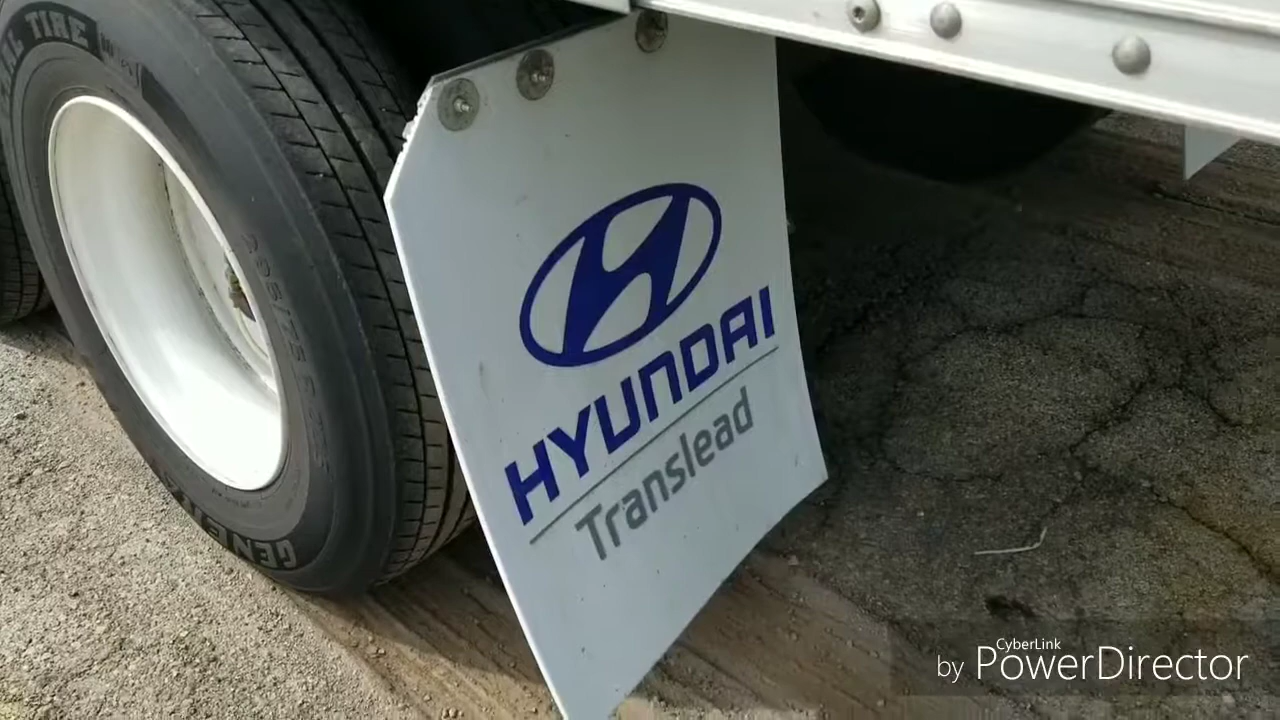 GENERAL TIRE
HYUNDAI
Translead
CyberLink
by PowerDirector